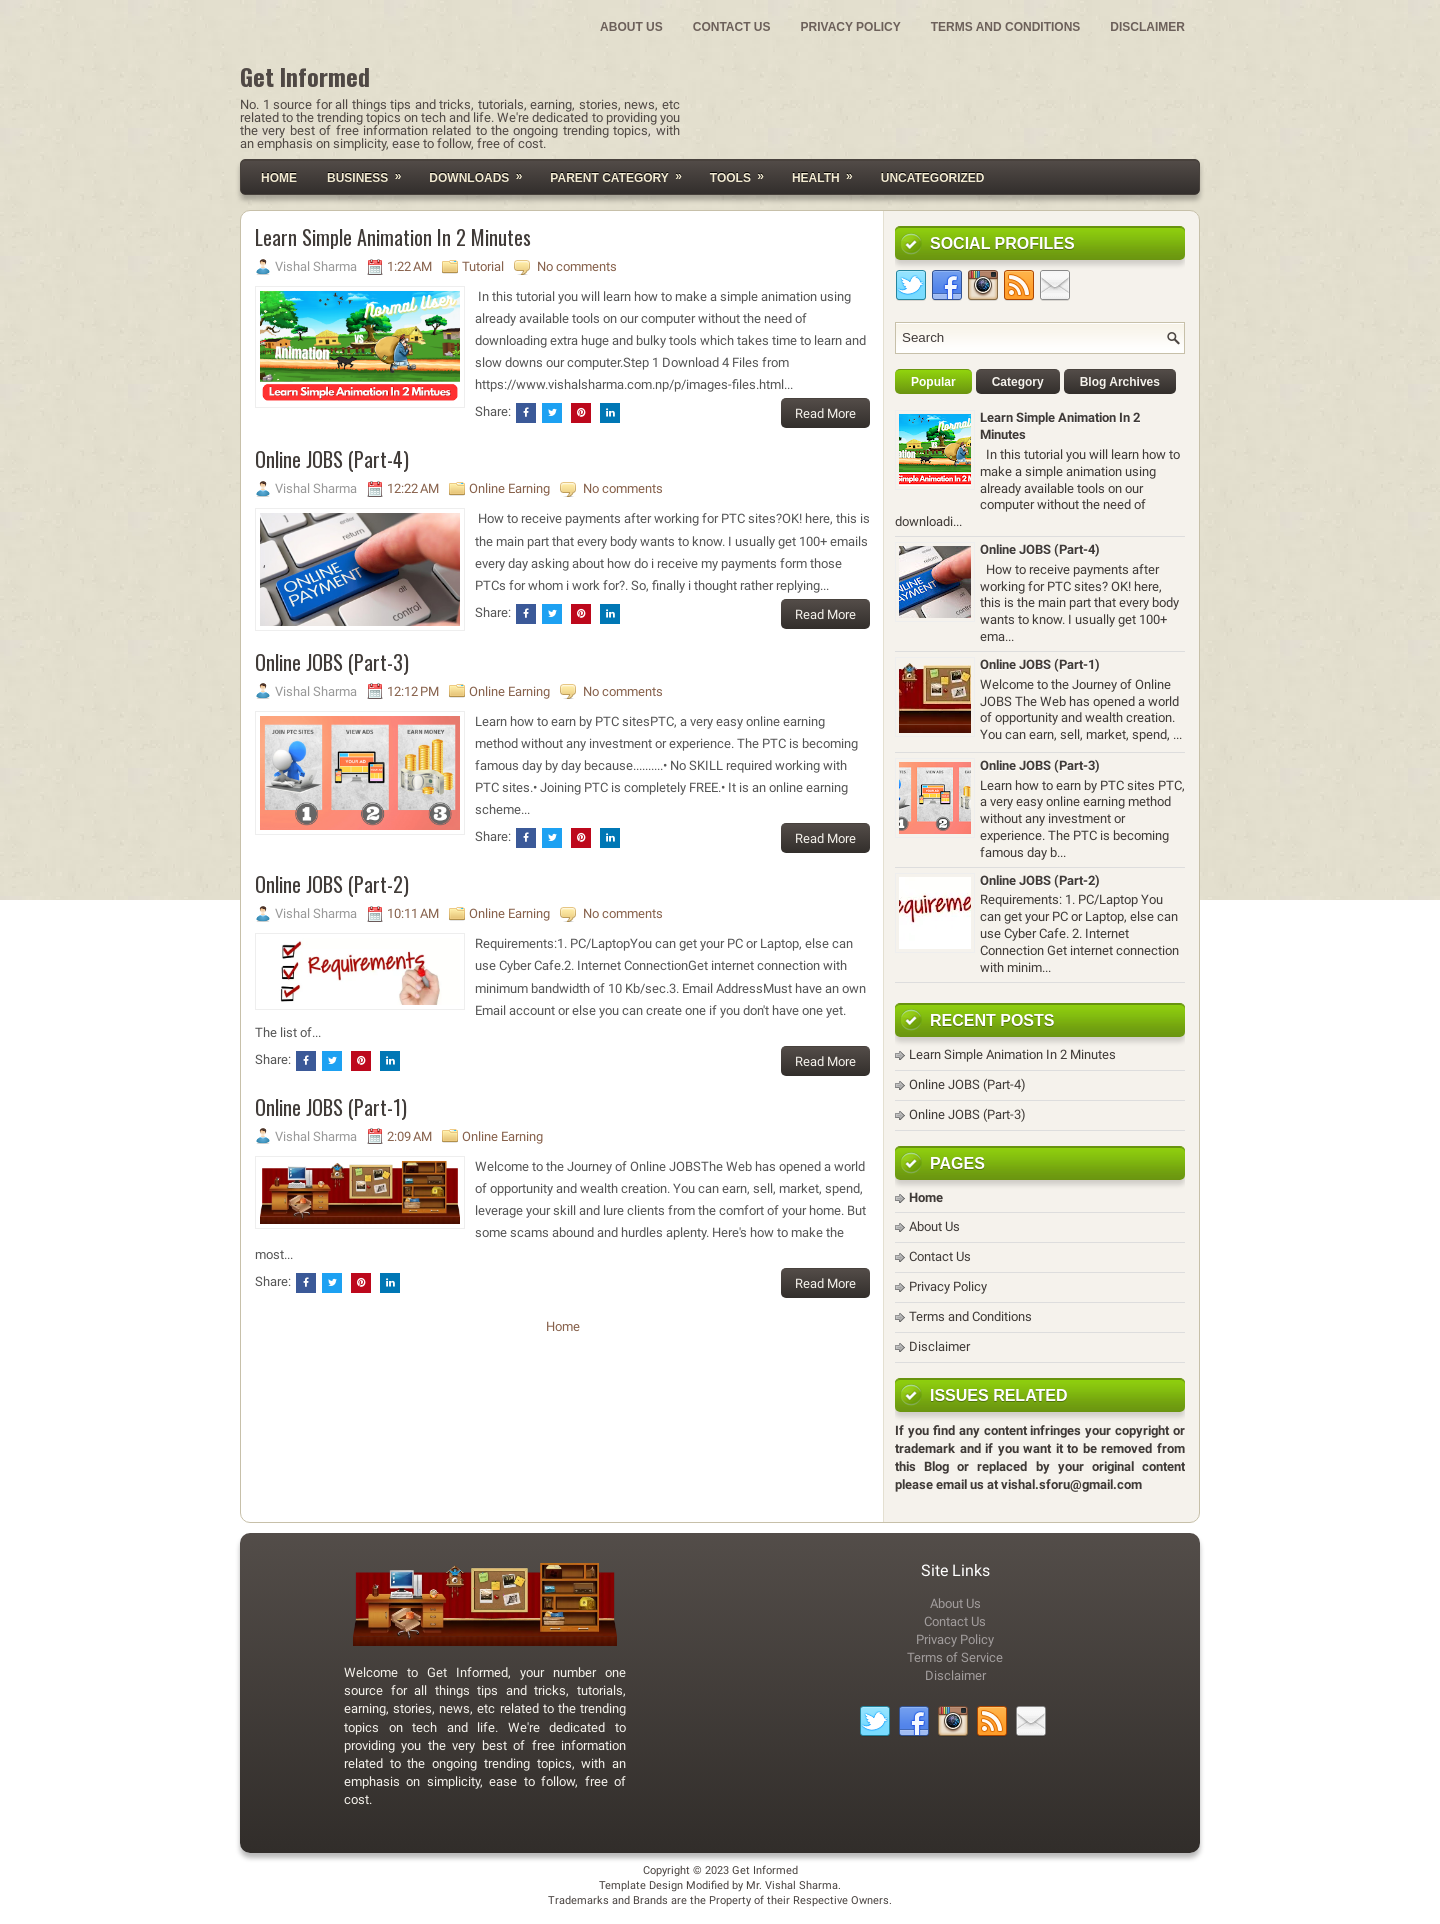 ABOUT US CONTACT US PRIVACY POLICY TERMS AND CONDITIONS DISCLAIMER
Get Informed
No. 1 source for all things tips and tricks, tutorials, earning, stories, news, etc
related to the trending topics on tech and life. We're dedicated to providing you
the very best of free information related to the ongoing trending topics, with
an emphasis on simplicity, ease to follow, free of cost.
HOME BUSINESS » DOWNLOADS » PARENT CATEGORY » TOOLS » HEALTH » UNCATEGORIZED
Learn Simple Animation In 2 Minutes
Vishal Sharma 1:22 AM Tutorial No comments
Normal User
VS
Animation
Learn Simple Animation In 2 Mintues
In this tutorial you will learn how to make a simple animation using
already available tools on our computer without the need of
downloading extra huge and bulky tools which takes time to learn and
slow downs our computer.Step 1 Download 4 Files from
https://www.vishalsharma.com.np/p/images-files.html...
Share: Read More
Online JOBS (Part-4)
Vishal Sharma 12:22 AM Online Earning No comments
return
ONLINE PAYMENT
alt
control
How to receive payments after working for PTC sites?OK! here, this is
the main part that every body wants to know. I usually get 100+ emails
every day asking about how do i receive my payments form those
PTCs for whom i work for?. So, finally i thought rather replying...
Share: Read More
Online JOBS (Part-3)
Vishal Sharma 12:12 PM Online Earning No comments
JOIN PTC SITES VIEW ADS EARN MONEY
YOUR AD
1 2 3
Learn how to earn by PTC sitesPTC, a very easy online earning
method without any investment or experience. The PTC is becoming
famous day by day because..........• No SKILL required working with
PTC sites.• Joining PTC is completely FREE.• It is an online earning
scheme...
Share: Read More
Online JOBS (Part-2)
Vishal Sharma 10:11 AM Online Earning No comments
Requirements
Requirements:1. PC/LaptopYou can get your PC or Laptop, else can
use Cyber Cafe.2. Internet ConnectionGet internet connection with
minimum bandwidth of 10 Kb/sec.3. Email AddressMust have an own
Email account or else you can create one if you don't have one yet.
The list of...
Share: Read More
Online JOBS (Part-1)
Vishal Sharma 2:09 AM Online Earning
Welcome to the Journey of Online JOBSThe Web has opened a world
of opportunity and wealth creation. You can earn, sell, market, spend,
leverage your skill and lure clients from the comfort of your home. But
some scams abound and hurdles aplenty. Here's how to make the
most...
Share: Read More
Home
SOCIAL PROFILES
Search
Popular Category Blog Archives
Learn Simple Animation In 2
Minutes
In this tutorial you will learn how to
make a simple animation using
already available tools on our
computer without the need of
downloadi...
Online JOBS (Part-4)
How to receive payments after
working for PTC sites? OK! here,
this is the main part that every body
wants to know. I usually get 100+
ema...
Online JOBS (Part-1)
Welcome to the Journey of Online
JOBS The Web has opened a world
of opportunity and wealth creation.
You can earn, sell, market, spend, ...
Online JOBS (Part-3)
Learn how to earn by PTC sites PTC,
a very easy online earning method
without any investment or
experience. The PTC is becoming
famous day b...
Online JOBS (Part-2)
Requirements: 1. PC/Laptop You
can get your PC or Laptop, else can
use Cyber Cafe. 2. Internet
Connection Get internet connection
with minim...
RECENT POSTS
Learn Simple Animation In 2 Minutes
Online JOBS (Part-4)
Online JOBS (Part-3)
PAGES
Home
About Us
Contact Us
Privacy Policy
Terms and Conditions
Disclaimer
ISSUES RELATED
If you find any content infringes your copyright or
trademark and if you want it to be removed from
this Blog or replaced by your original content
please email us at vishal.sforu@gmail.com
Welcome to Get Informed, your number one
source for all things tips and tricks, tutorials,
earning, stories, news, etc related to the trending
topics on tech and life. We're dedicated to
providing you the very best of free information
related to the ongoing trending topics, with an
emphasis on simplicity, ease to follow, free of
cost.
Site Links
About Us
Contact Us
Privacy Policy
Terms of Service
Disclaimer
Copyright © 2023 Get Informed
Template Design Modified by Mr. Vishal Sharma.
Trademarks and Brands are the Property of their Respective Owners.